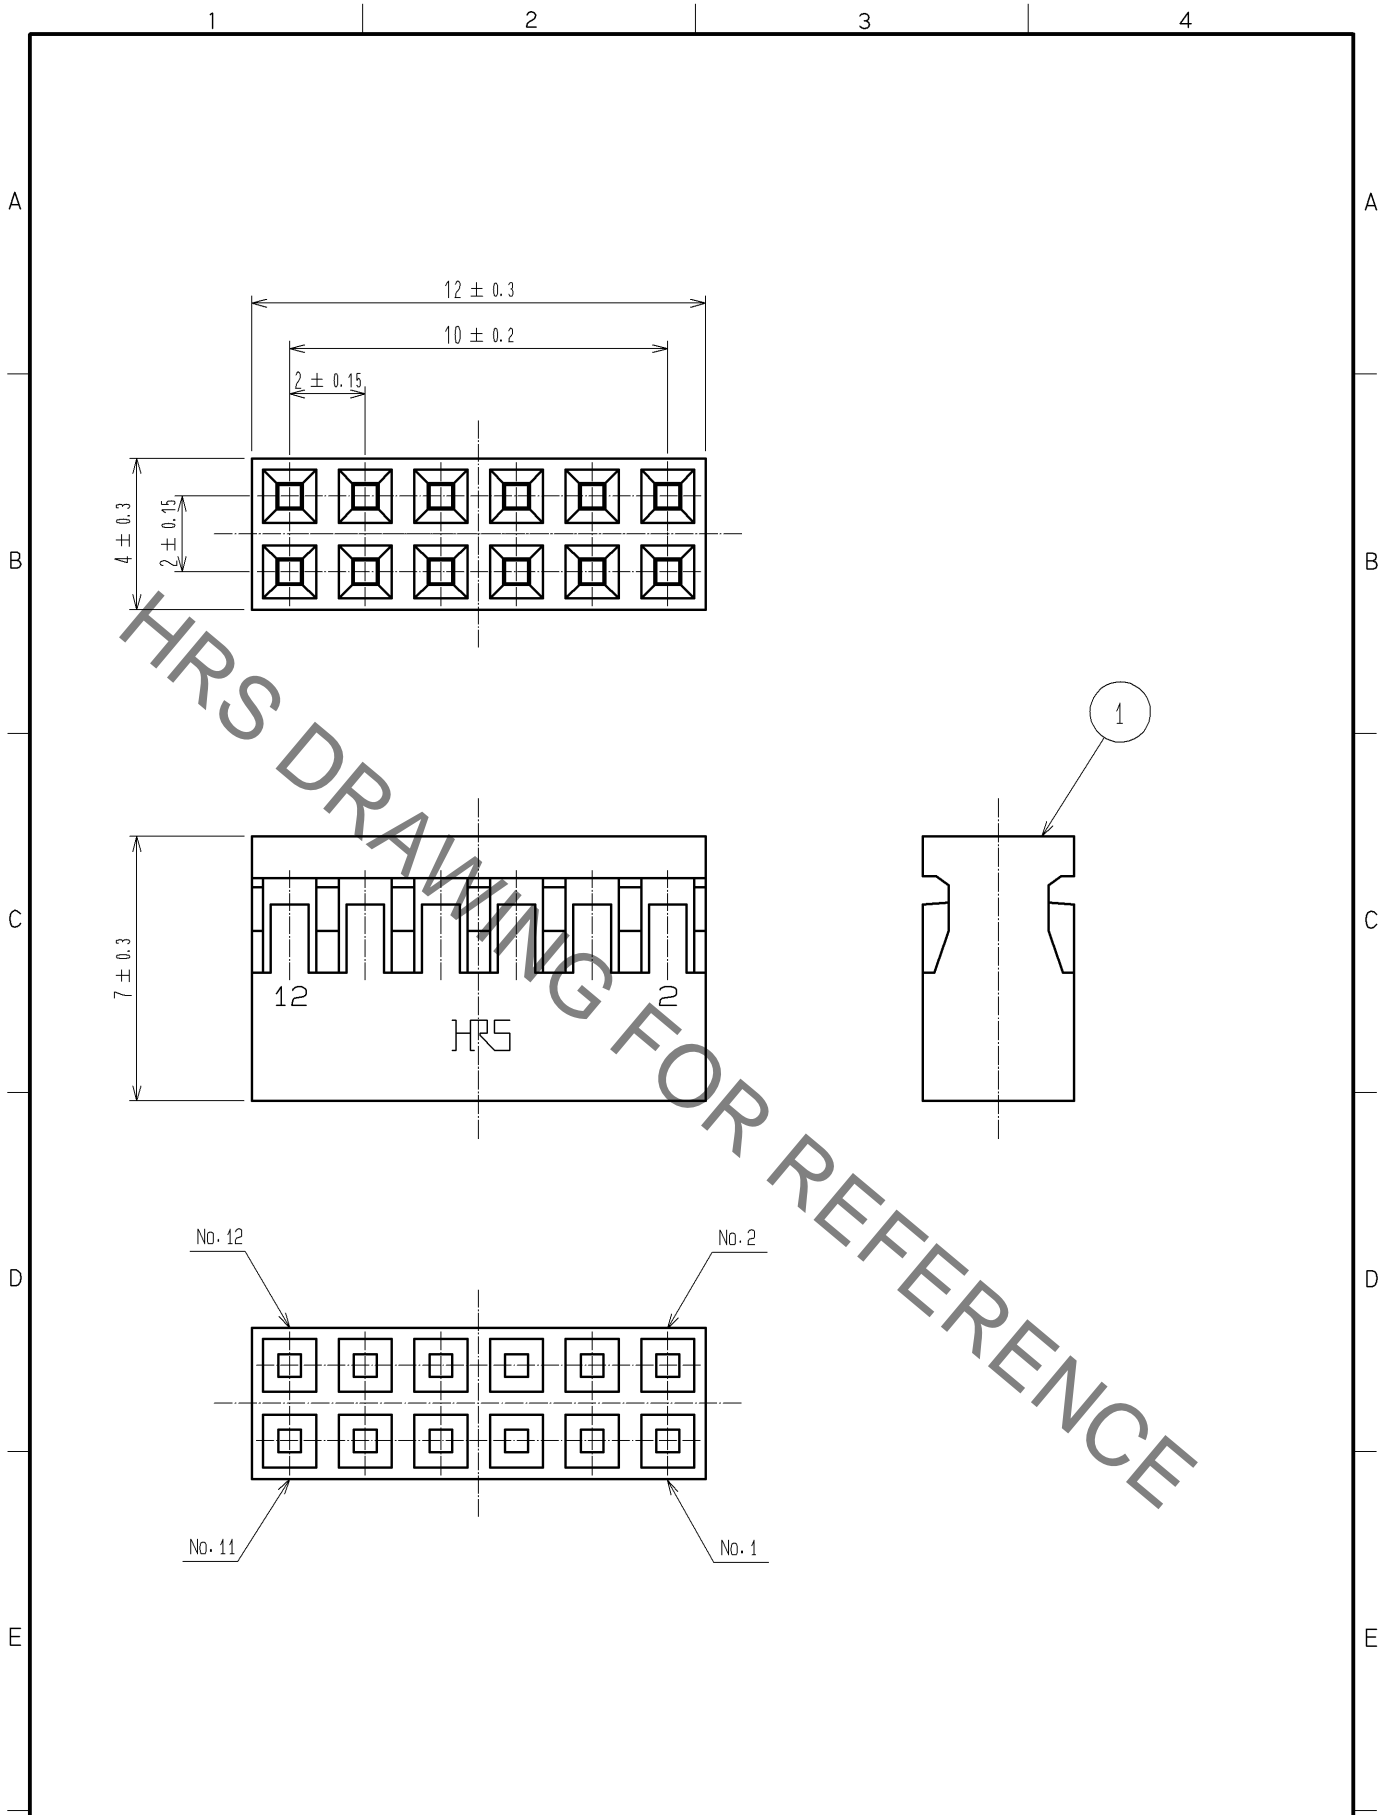 1 2 3 4
A A
12 ± 0.3
10 ± 0.2
2 ± 0.15
4 ± 0.3
2 ± 0.15
B B
HRS DRAWING FOR REFERENCE
1
7 ± 0.3
C C
12 2
HRS
No. 12 No. 2
D D
No. 11 No. 1
E E